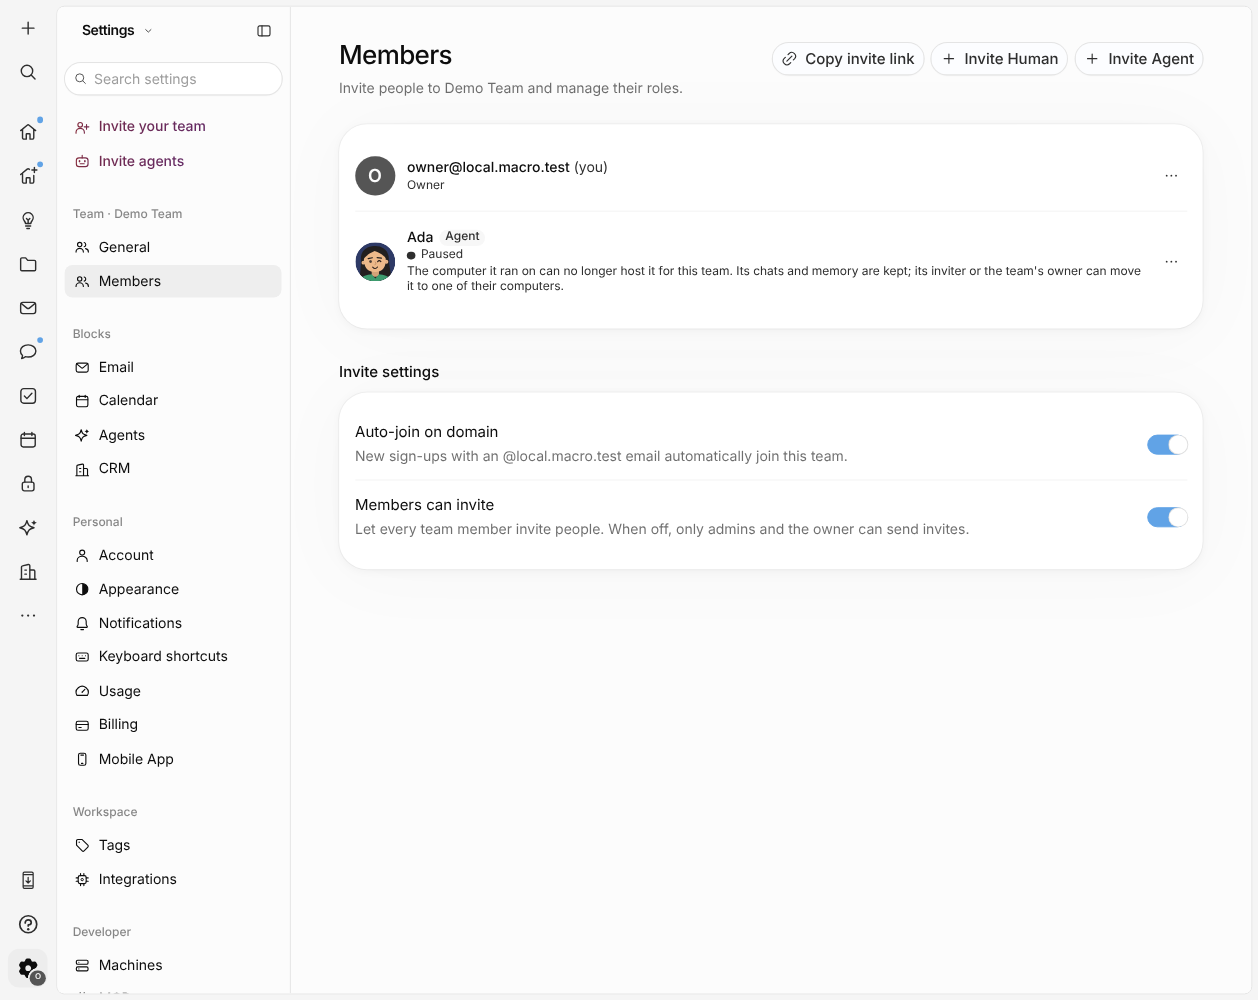 Settings
Search settings
Invite your team
Invite agents
Team · Demo Team
General
Members
Blocks
Email
Calendar
Agents
CRM
Personal
Account
Appearance
Notifications
Keyboard shortcuts
Usage
Billing
Mobile App
Workspace
Tags
Integrations
Developer
Machines
O
Members
Invite people to Demo Team and manage their roles.
Copy invite link
Invite Human
Invite Agent
O
owner@local.macro.test (you)
Owner
Ada Agent
Paused
The computer it ran on can no longer host it for this team. Its chats and memory are kept; its inviter or the team's owner can move
it to one of their computers.
Invite settings
Auto-join on domain
New sign-ups with an @local.macro.test email automatically join this team.
Members can invite
Let every team member invite people. When off, only admins and the owner can send invites.